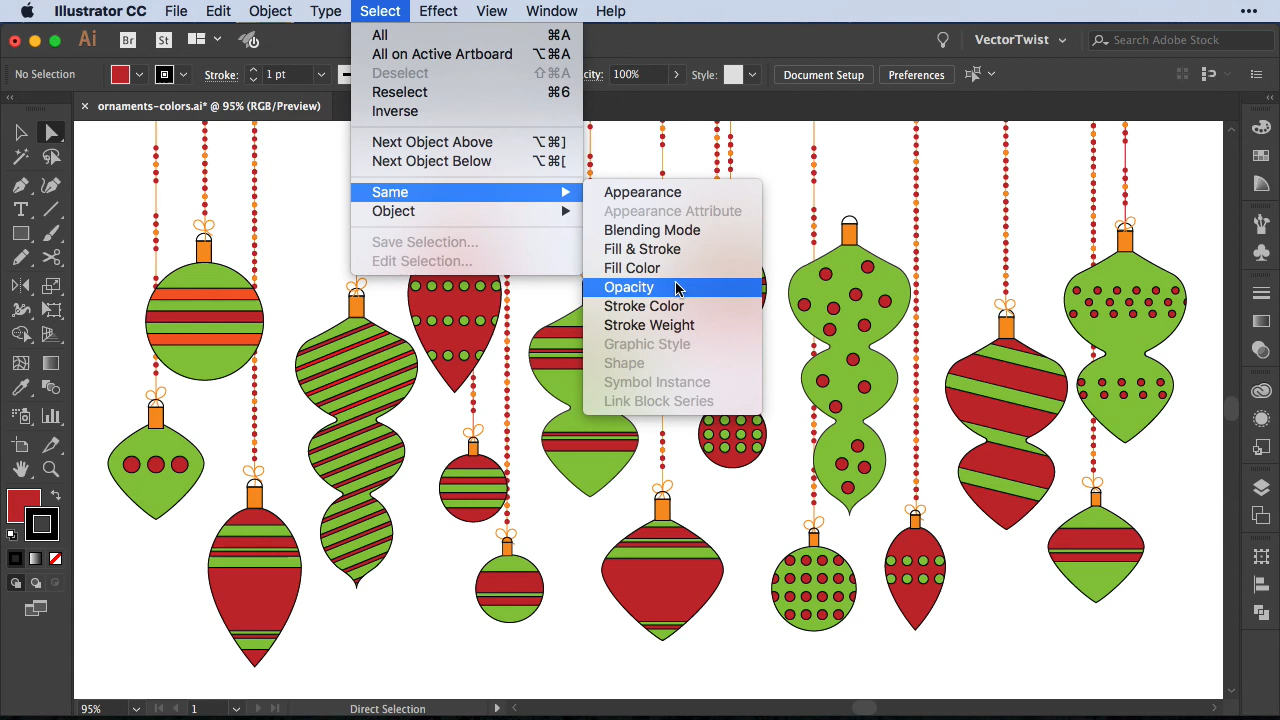 Illustrator CC File Edit Object Type Select Effect View Window Help
Ai Br St VectorTwist Search Adobe Stock
No Selection Stroke: 1 pt 100% Style: Document Setup Preferences
× ornaments-colors.ai* @ 95% (RGB/Preview)
All ⌘A
All on Active Artboard ⌥⌘A
Deselect ⇧⌘A
Reselect ⌘6
Inverse
Next Object Above ⌥⌘]
Next Object Below ⌥⌘[
Same
Object
Save Selection...
Edit Selection...
Appearance
Appearance Attribute
Blending Mode
Fill & Stroke
Fill Color
Opacity
Stroke Color
Stroke Weight
Graphic Style
Shape
Symbol Instance
Link Block Series
95% 1 Direct Selection